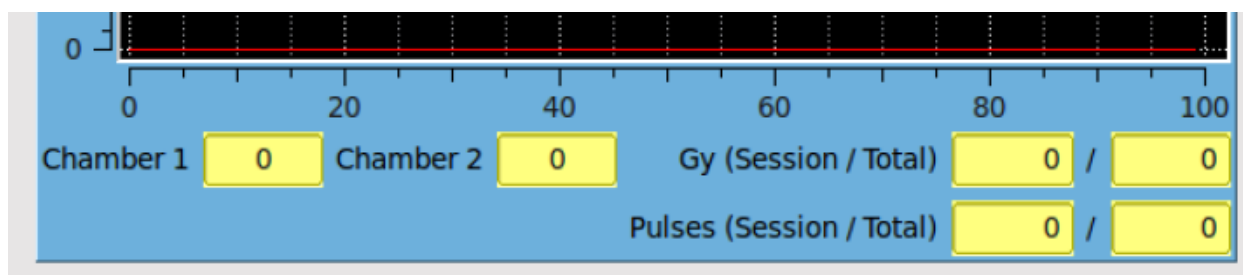 0
0 20 40 60 80 100
Chamber 1 0 Chamber 2 0 Gy (Session / Total) 0 / 0
Pulses (Session / Total) 0 / 0